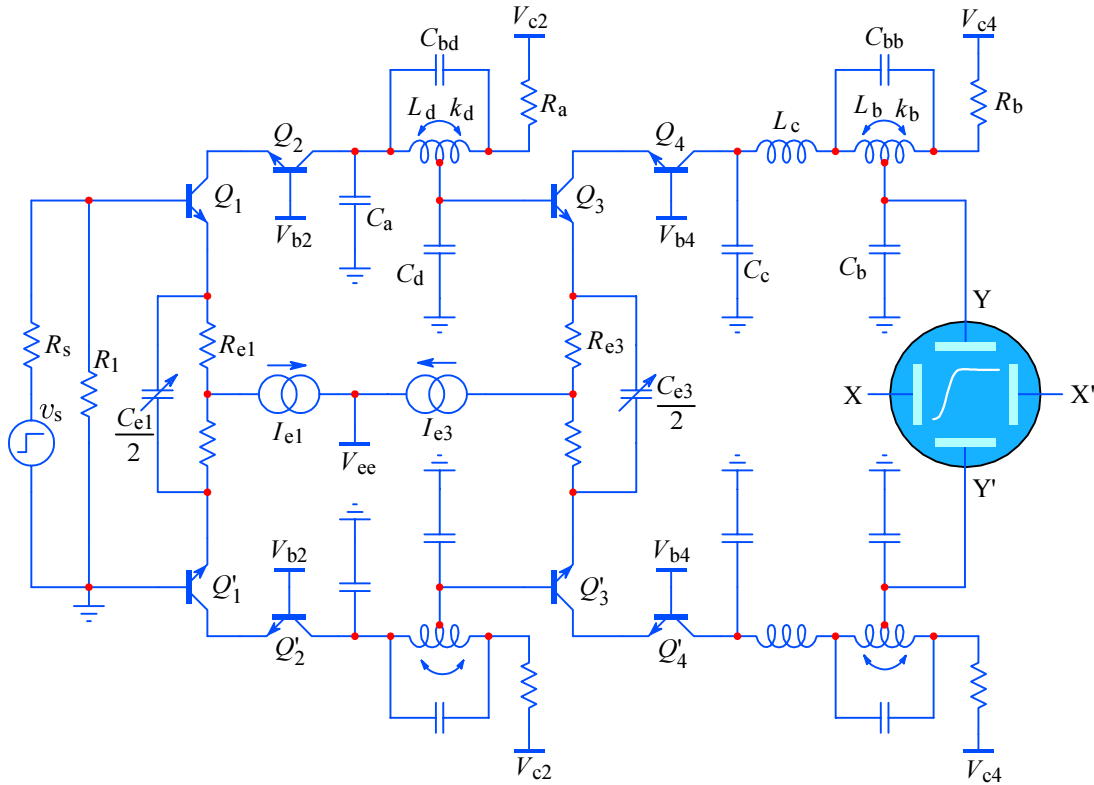 V_c2
V_c4
C_bd
C_bb
R_a
R_b
L_d k_d
L_c
L_b k_b
Q_2
Q_4
Q_1
Q_3
V_b2
C_a
V_b4
C_d
C_c
C_b
Y
R_s
R_l
R_e1
R_e3
X
X'
v_s
C_e1/2
I_e1
I_e3
C_e3/2
V_ee
Y'
V_b2
V_b4
Q'_1
Q'_3
Q'_2
Q'_4
V_c2
V_c4